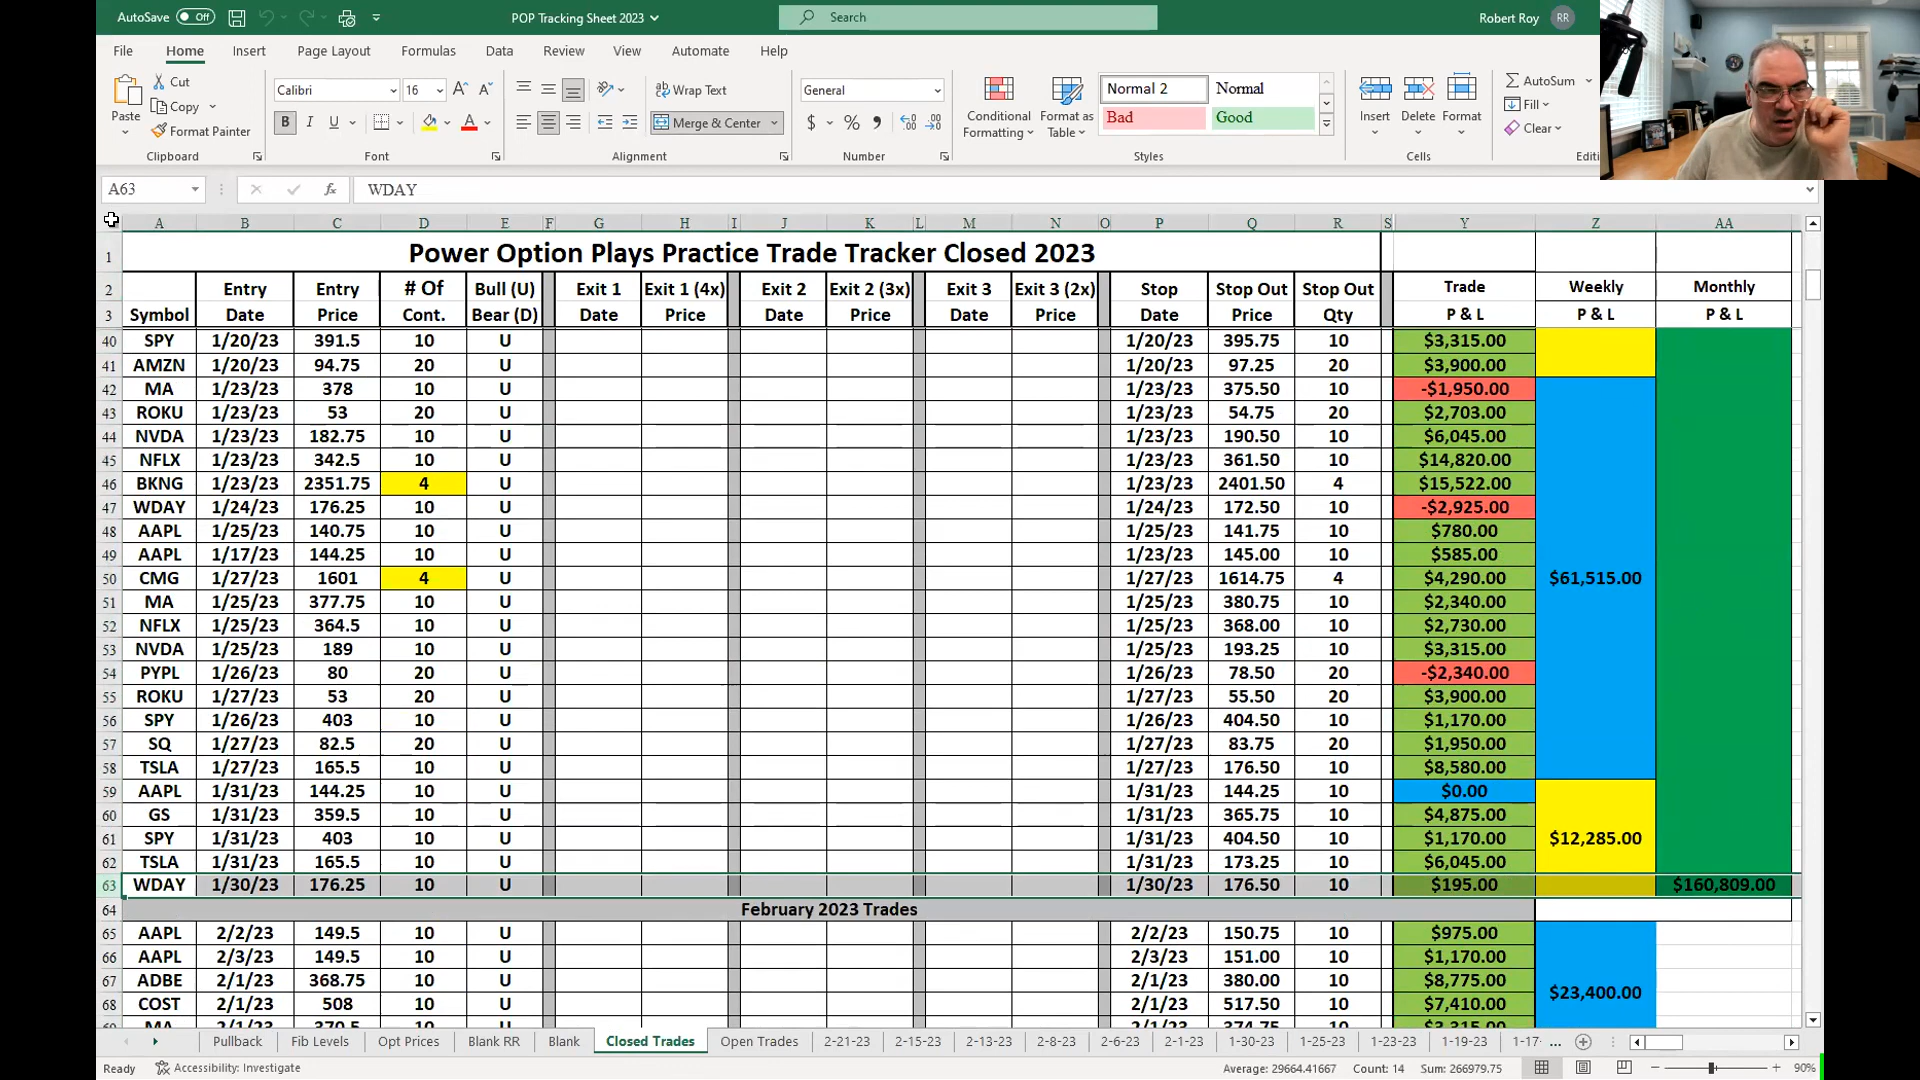 AutoSave Off POP Tracking Sheet 2023 Search Robert Roy RR
File Home Insert Page Layout Formulas Data Review View Automate Help
Paste Cut Copy Format Painter Clipboard
Calibri 16 A A B I U A Font
Wrap Text Merge & Center Alignment
General $ % Number
Conditional Formatting Format as Table Normal 2 Normal Bad Good Styles
Insert Delete Format Cells
AutoSum Fill Clear Editi
A63 fx WDAY
A B C D E F G H I J K L M N O P Q R S Y Z AA
1 Power Option Plays Practice Trade Tracker Closed 2023
2 Entry Entry # Of Bull (U) Exit 1 Exit 1 (4x) Exit 2 Exit 2 (3x) Exit 3 Exit 3 (2x) Stop Stop Out Stop Out Trade Weekly Monthly
3 Symbol Date Price Cont. Bear (D) Date Price Date Price Date Price Date Price Qty P & L P & L P & L
40 SPY 1/20/23 391.5 10 U 1/20/23 395.75 10 $3,315.00
41 AMZN 1/20/23 94.75 20 U 1/20/23 97.25 20 $3,900.00
42 MA 1/23/23 378 10 U 1/23/23 375.50 10 -$1,950.00
43 ROKU 1/23/23 53 20 U 1/23/23 54.75 20 $2,703.00
44 NVDA 1/23/23 182.75 10 U 1/23/23 190.50 10 $6,045.00
45 NFLX 1/23/23 342.5 10 U 1/23/23 361.50 10 $14,820.00
46 BKNG 1/23/23 2351.75 4 U 1/23/23 2401.50 4 $15,522.00
47 WDAY 1/24/23 176.25 10 U 1/24/23 172.50 10 -$2,925.00
48 AAPL 1/25/23 140.75 10 U 1/25/23 141.75 10 $780.00
49 AAPL 1/17/23 144.25 10 U 1/23/23 145.00 10 $585.00
50 CMG 1/27/23 1601 4 U 1/27/23 1614.75 4 $4,290.00 $61,515.00
51 MA 1/25/23 377.75 10 U 1/25/23 380.75 10 $2,340.00
52 NFLX 1/25/23 364.5 10 U 1/25/23 368.00 10 $2,730.00
53 NVDA 1/25/23 189 10 U 1/25/23 193.25 10 $3,315.00
54 PYPL 1/26/23 80 20 U 1/26/23 78.50 20 -$2,340.00
55 ROKU 1/27/23 53 20 U 1/27/23 55.50 20 $3,900.00
56 SPY 1/26/23 403 10 U 1/26/23 404.50 10 $1,170.00
57 SQ 1/27/23 82.5 20 U 1/27/23 83.75 20 $1,950.00
58 TSLA 1/27/23 165.5 10 U 1/27/23 176.50 10 $8,580.00
59 AAPL 1/31/23 144.25 10 U 1/31/23 144.25 10 $0.00
60 GS 1/31/23 359.5 10 U 1/31/23 365.75 10 $4,875.00
61 SPY 1/31/23 403 10 U 1/31/23 404.50 10 $1,170.00 $12,285.00
62 TSLA 1/31/23 165.5 10 U 1/31/23 173.25 10 $6,045.00
63 WDAY 1/30/23 176.25 10 U 1/30/23 176.50 10 $195.00 $160,809.00
64 February 2023 Trades
65 AAPL 2/2/23 149.5 10 U 2/2/23 150.75 10 $975.00
66 AAPL 2/3/23 149.5 10 U 2/3/23 151.00 10 $1,170.00
67 ADBE 2/1/23 368.75 10 U 2/1/23 380.00 10 $8,775.00 $23,400.00
68 COST 2/1/23 508 10 U 2/1/23 517.50 10 $7,410.00
MA 2/1/23 370.5 10 U 2/1/23 374.75 10 $3,315.00
Pullback Fib Levels Opt Prices Blank RR Blank Closed Trades Open Trades 2-21-23 2-15-23 2-13-23 2-8-23 2-6-23 2-1-23 1-30-23 1-25-23 1-23-23 1-19-23 1-17- ...
Ready Accessibility: Investigate Average: 29664.41667 Count: 14 Sum: 266979.75 90%